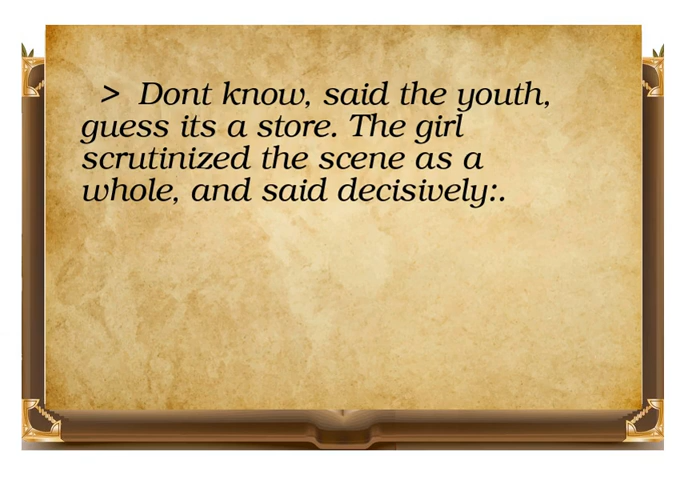 > Dont know, said the youth,
guess its a store. The girl
scrutinized the scene as a
whole, and said decisively:.